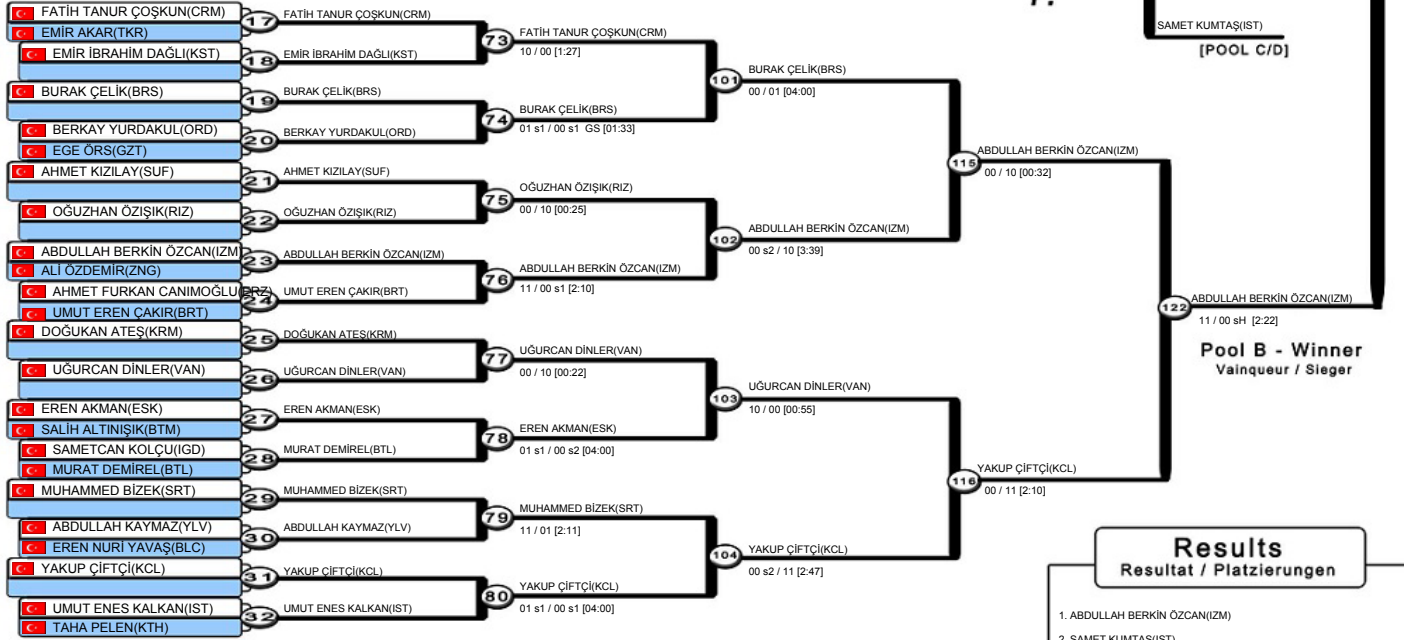 FATİH TANUR ÇOŞKUN(CRM)
EMİR AKAR(TKR)
EMİR İBRAHİM DAĞLI(KST)
BURAK ÇELİK(BRS)
BERKAY YURDAKUL(ORD)
EGE ÖRS(GZT)
AHMET KIZILAY(SUF)
OĞUZHAN ÖZIŞIK(RIZ)
ABDULLAH BERKİN ÖZCAN(IZM)
ALİ ÖZDEMİR(ZNG)
AHMET FURKAN CANIMOĞLU(ERZ)
UMUT EREN ÇAKIR(BRT)
DOĞUKAN ATEŞ(KRM)
UĞURCAN DİNLER(VAN)
EREN AKMAN(ESK)
SALİH ALTINIŞIK(BTM)
SAMETCAN KOLÇU(IGD)
MURAT DEMİREL(BTL)
MUHAMMED BİZEK(SRT)
ABDULLAH KAYMAZ(YLV)
EREN NURİ YAVAŞ(BLC)
YAKUP ÇİFTÇİ(KCL)
UMUT ENES KALKAN(IST)
TAHA PELEN(KTH)
17
FATİH TANUR ÇOŞKUN(CRM)
18
EMİR İBRAHİM DAĞLI(KST)
19
BURAK ÇELİK(BRS)
20
BERKAY YURDAKUL(ORD)
21
AHMET KIZILAY(SUF)
22
OĞUZHAN ÖZIŞIK(RIZ)
23
ABDULLAH BERKİN ÖZCAN(IZM)
24
UMUT EREN ÇAKIR(BRT)
25
DOĞUKAN ATEŞ(KRM)
26
UĞURCAN DİNLER(VAN)
27
EREN AKMAN(ESK)
28
MURAT DEMİREL(BTL)
29
MUHAMMED BİZEK(SRT)
30
ABDULLAH KAYMAZ(YLV)
31
YAKUP ÇİFTÇİ(KCL)
32
UMUT ENES KALKAN(IST)
73
FATİH TANUR ÇOŞKUN(CRM)
10 / 00 [1:27]
74
BURAK ÇELİK(BRS)
01 s1 / 00 s1 GS [01:33]
75
OĞUZHAN ÖZIŞIK(RIZ)
00 / 10 [00:25]
76
ABDULLAH BERKİN ÖZCAN(IZM)
11 / 00 s1 [2:10]
77
UĞURCAN DİNLER(VAN)
00 / 10 [00:22]
78
EREN AKMAN(ESK)
01 s1 / 00 s2 [04:00]
79
MUHAMMED BİZEK(SRT)
11 / 01 [2:11]
80
YAKUP ÇİFTÇİ(KCL)
01 s1 / 00 s1 [04:00]
101
BURAK ÇELİK(BRS)
00 / 01 [04:00]
102
ABDULLAH BERKİN ÖZCAN(IZM)
00 s2 / 10 [3:39]
103
UĞURCAN DİNLER(VAN)
10 / 00 [00:55]
104
YAKUP ÇİFTÇİ(KCL)
00 s2 / 11 [2:47]
115
ABDULLAH BERKİN ÖZCAN(IZM)
00 / 10 [00:32]
116
YAKUP ÇİFTÇİ(KCL)
00 / 11 [2:10]
122
ABDULLAH BERKİN ÖZCAN(IZM)
11 / 00 sH [2:22]
Pool B - Winner
Vainqueur / Sieger
SAMET KUMTAŞ(IST)
[POOL C/D]
Results
Resultat / Platzierungen
1. ABDULLAH BERKİN ÖZCAN(IZM)
2. SAMET KUMTAŞ(IST)